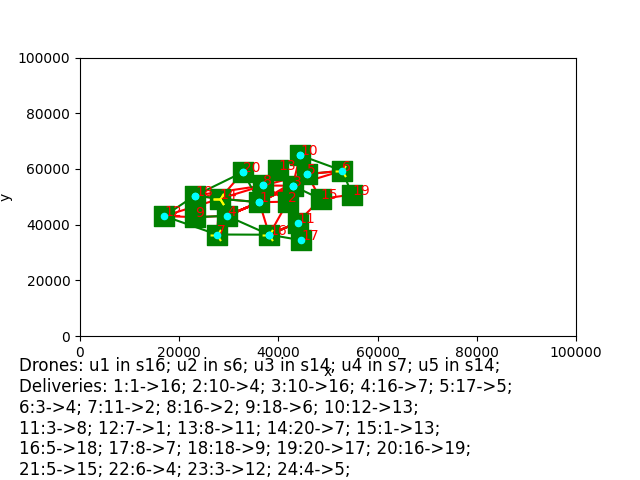 100000
80000
60000
40000
20000
0
y
0 20000 40000 60000 80000 100000
x
Drones: u1 in s16; u2 in s6; u3 in s14; u4 in s7; u5 in s14;
Deliveries: 1:1->16; 2:10->4; 3:10->16; 4:16->7; 5:17->5;
6:3->4; 7:11->2; 8:16->2; 9:18->6; 10:12->13;
11:3->8; 12:7->1; 13:8->11; 14:20->7; 15:1->13;
16:5->18; 17:8->7; 18:18->9; 19:20->17; 20:16->19;
21:5->15; 22:6->4; 23:3->12; 24:4->5;